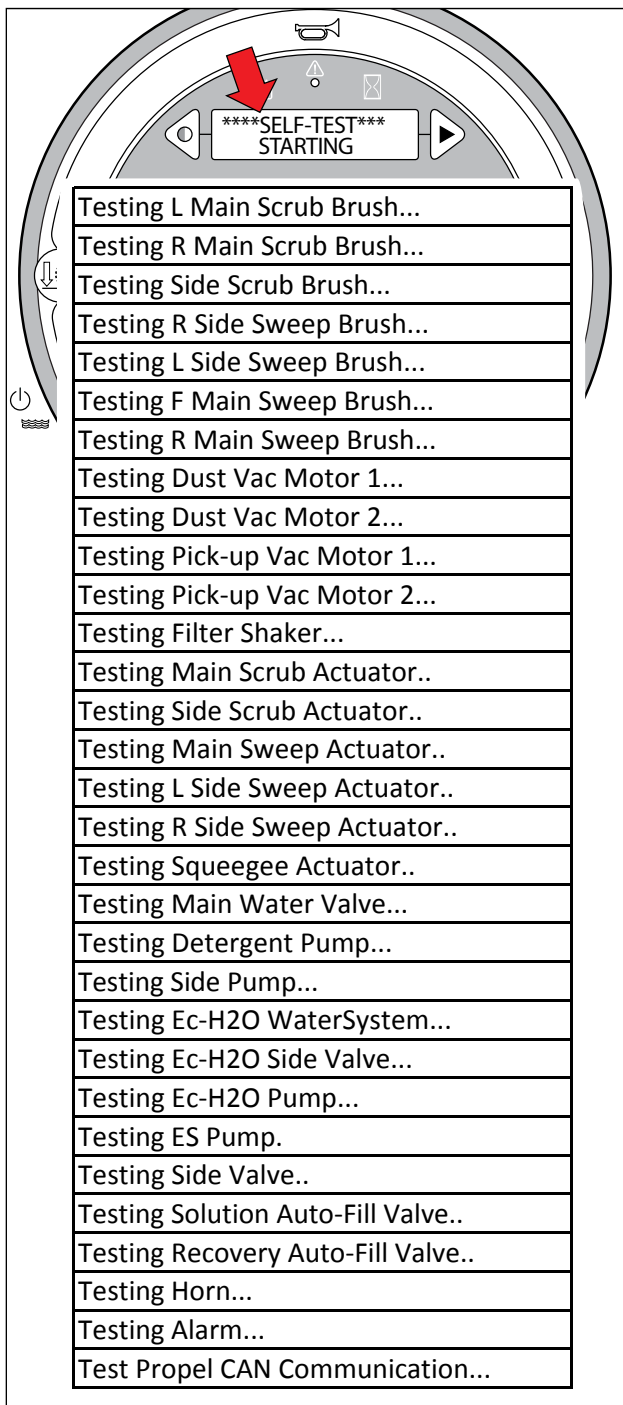 ****SELF-TEST***
STARTING
Testing L Main Scrub Brush...
Testing R Main Scrub Brush...
Testing Side Scrub Brush...
Testing R Side Sweep Brush...
Testing L Side Sweep Brush...
Testing F Main Sweep Brush...
Testing R Main Sweep Brush...
Testing Dust Vac Motor 1...
Testing Dust Vac Motor 2...
Testing Pick-up Vac Motor 1...
Testing Pick-up Vac Motor 2...
Testing Filter Shaker...
Testing Main Scrub Actuator..
Testing Side Scrub Actuator..
Testing Main Sweep Actuator..
Testing L Side Sweep Actuator..
Testing R Side Sweep Actuator..
Testing Squeegee Actuator..
Testing Main Water Valve...
Testing Detergent Pump...
Testing Side Pump...
Testing Ec-H2O WaterSystem...
Testing Ec-H2O Side Valve...
Testing Ec-H2O Pump...
Testing ES Pump.
Testing Side Valve..
Testing Solution Auto-Fill Valve..
Testing Recovery Auto-Fill Valve..
Testing Horn...
Testing Alarm...
Test Propel CAN Communication...